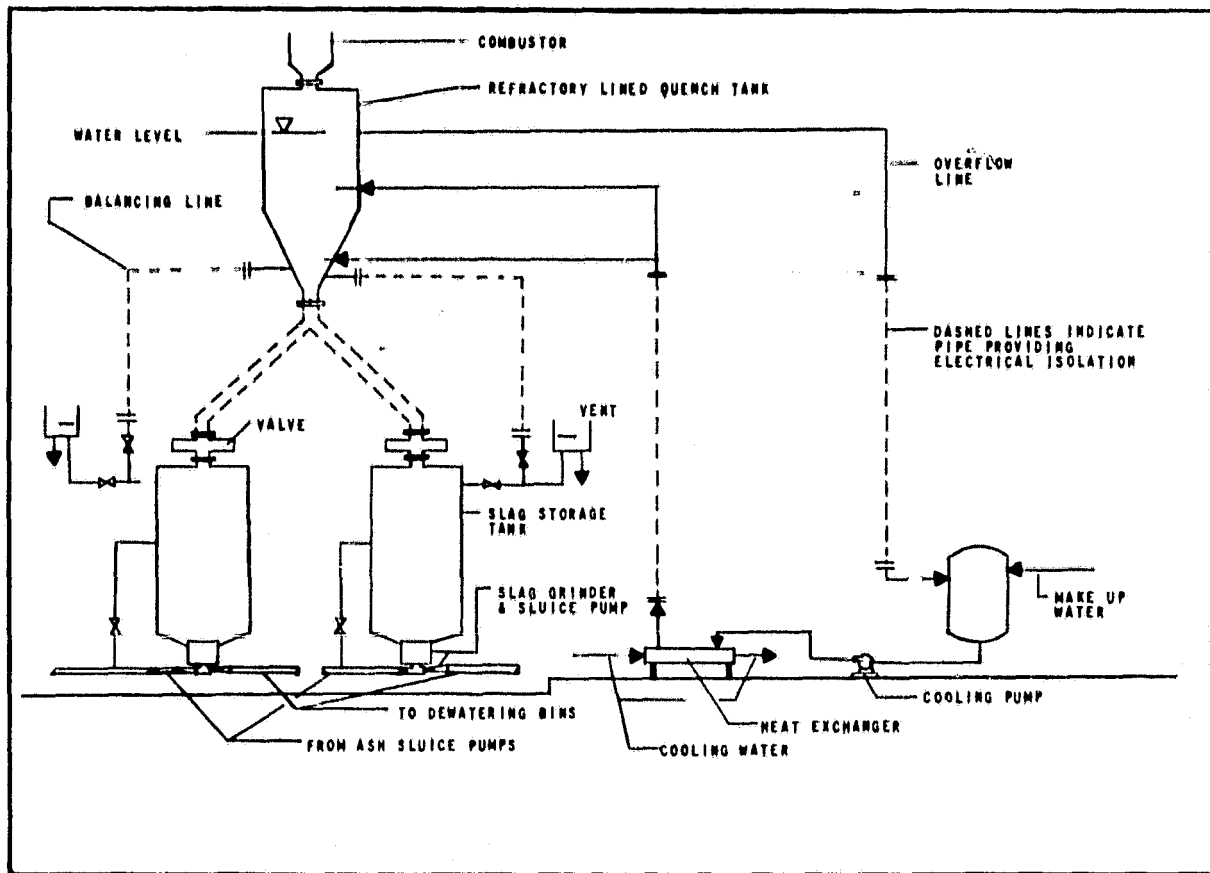 COMBUSTOR
REFRACTORY LINED QUENCH TANK
WATER LEVEL
OVERFLOW
LINE
BALANCING LINE
DASHED LINES INDICATE
PIPE PROVIDING
ELECTRICAL ISOLATION
VALVE
VENT
SLAG STORAGE
TANK
SLAG GRINDER
& SLUICE PUMP
MAKE UP
WATER
TO DEWATERING BINS
COOLING PUMP
HEAT EXCHANGER
FROM ASH SLUICE PUMPS
COOLING WATER